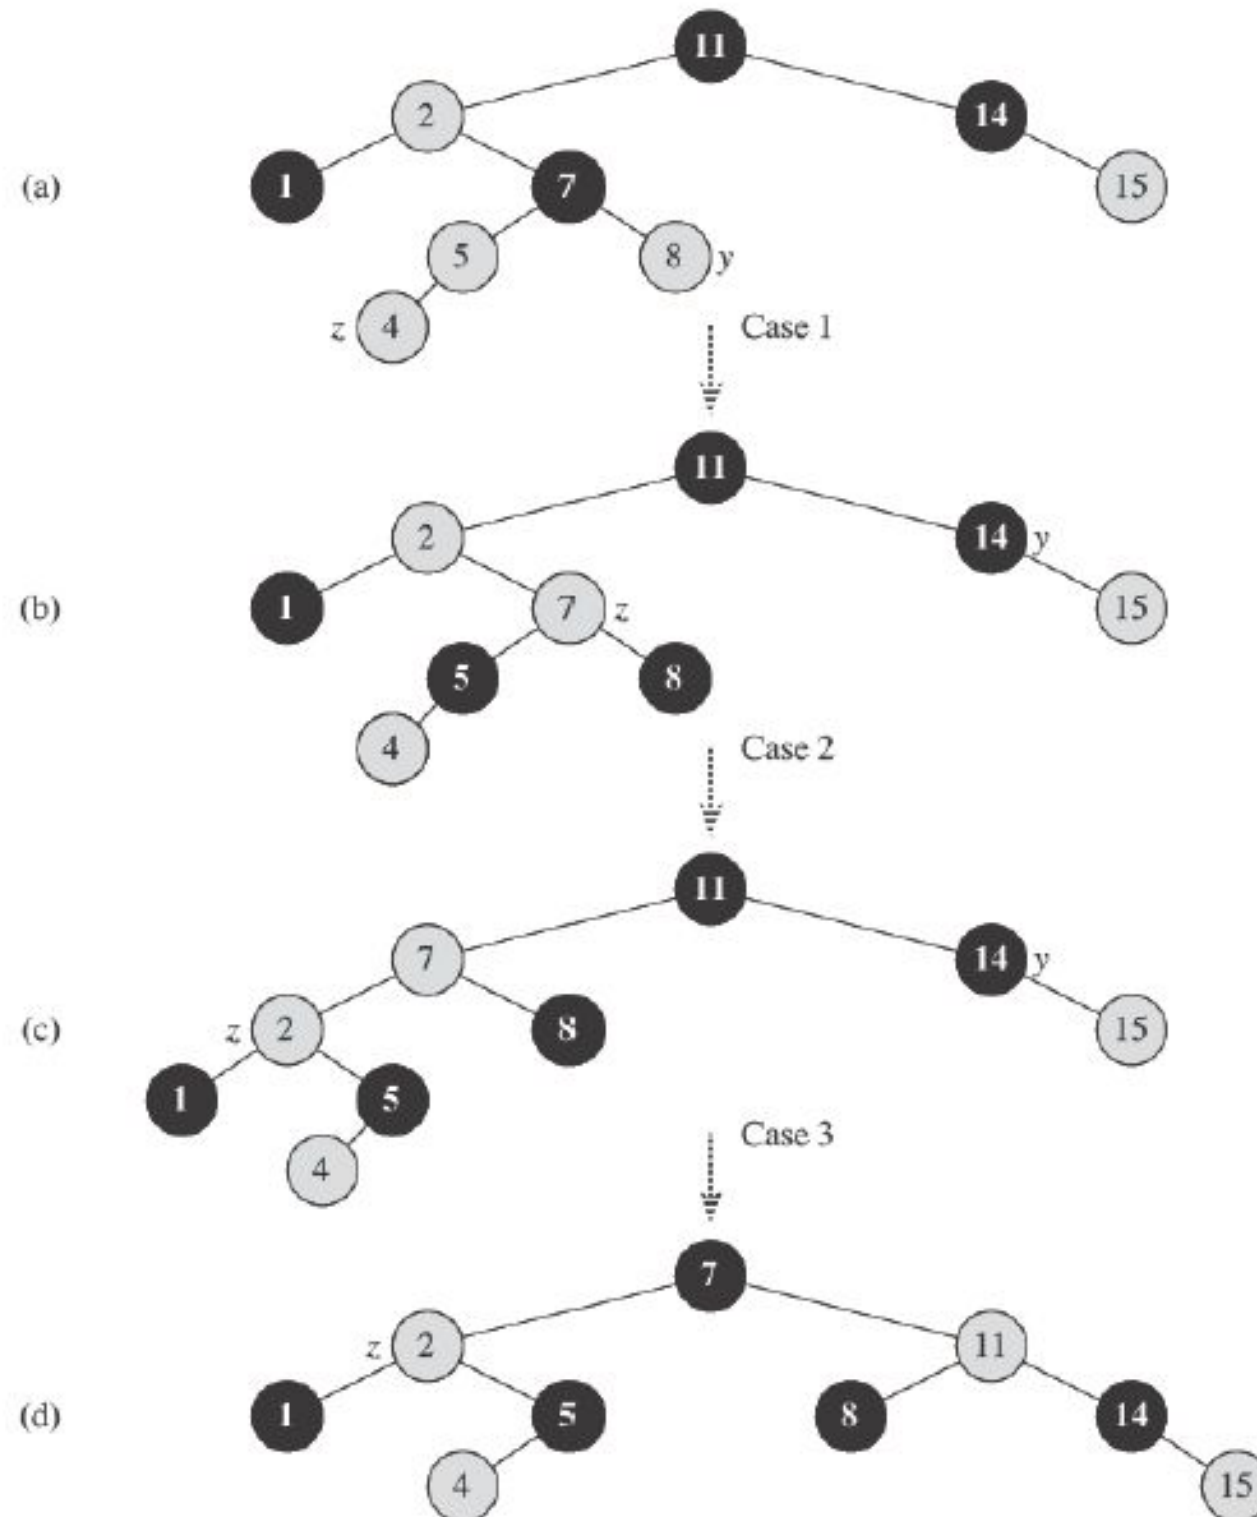 11
2 14
(a) 1 7 15
5 8 y
z 4 Case 1
11
2 14 y
(b) 1 7 z 15
5 8
4 Case 2
11
7 14 y
(c) z 2 8 15
1 5
Case 3
4
7
z 2 11
(d) 1 5 8 14
4 15